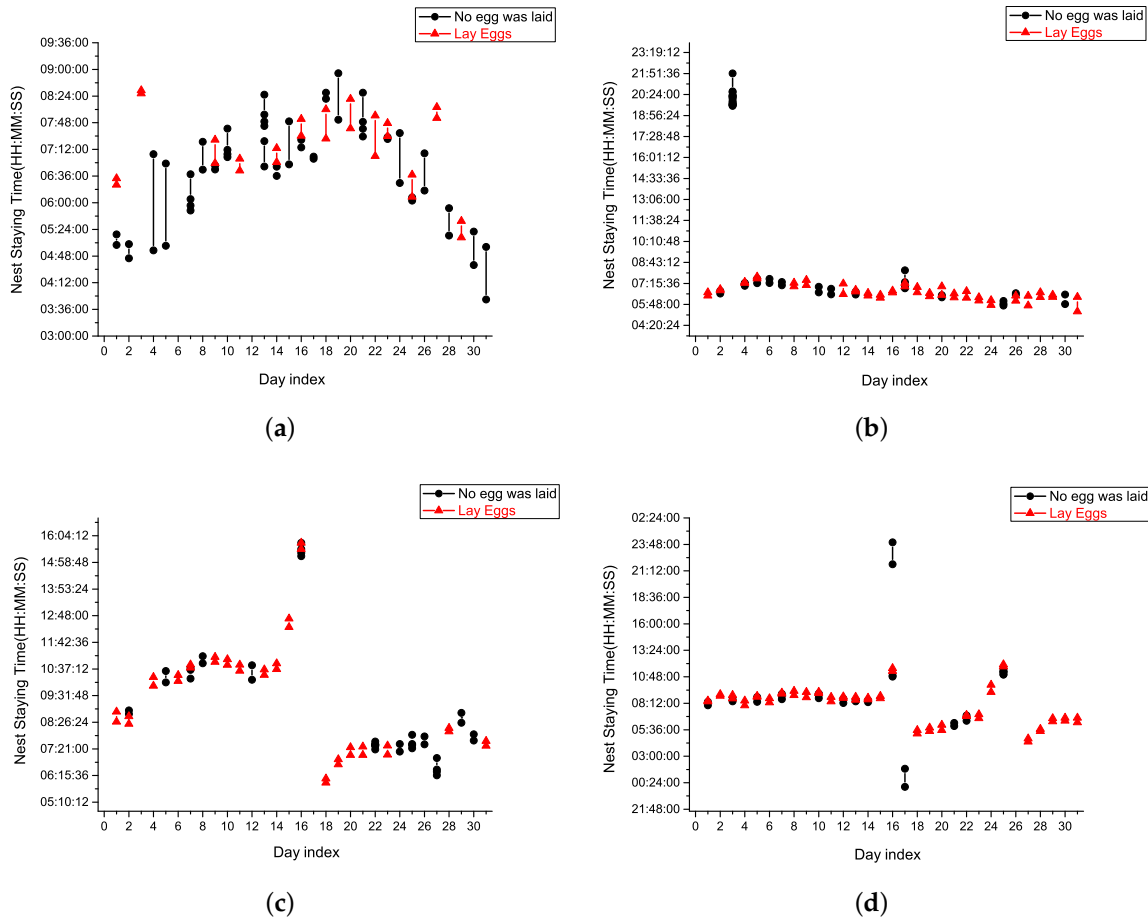 No egg was laid
Lay Eggs
09:36:00
09:00:00
08:24:00
07:48:00
07:12:00
06:36:00
06:00:00
05:24:00
04:48:00
04:12:00
03:36:00
03:00:00
Nest Staying Time(HH:MM:SS)
0 2 4 6 8 10 12 14 16 18 20 22 24 26 28 30
Day index
(a)
No egg was laid
Lay Eggs
23:19:12
21:51:36
20:24:00
18:56:24
17:28:48
16:01:12
14:33:36
13:06:00
11:38:24
10:10:48
08:43:12
07:15:36
05:48:00
04:20:24
Nest Staying Time(HH:MM:SS)
0 2 4 6 8 10 12 14 16 18 20 22 24 26 28 30
Day index
(b)
No egg was laid
Lay Eggs
16:04:12
14:58:48
13:53:24
12:48:00
11:42:36
10:37:12
09:31:48
08:26:24
07:21:00
06:15:36
05:10:12
Nest Staying Time(HH:MM:SS)
0 2 4 6 8 10 12 14 16 18 20 22 24 26 28 30
Day index
(c)
No egg was laid
Lay Eggs
02:24:00
23:48:00
21:12:00
18:36:00
16:00:00
13:24:00
10:48:00
08:12:00
05:36:00
03:00:00
00:24:00
21:48:00
Nest Staying Time(HH:MM:SS)
0 2 4 6 8 10 12 14 16 18 20 22 24 26 28 30
Day index
(d)